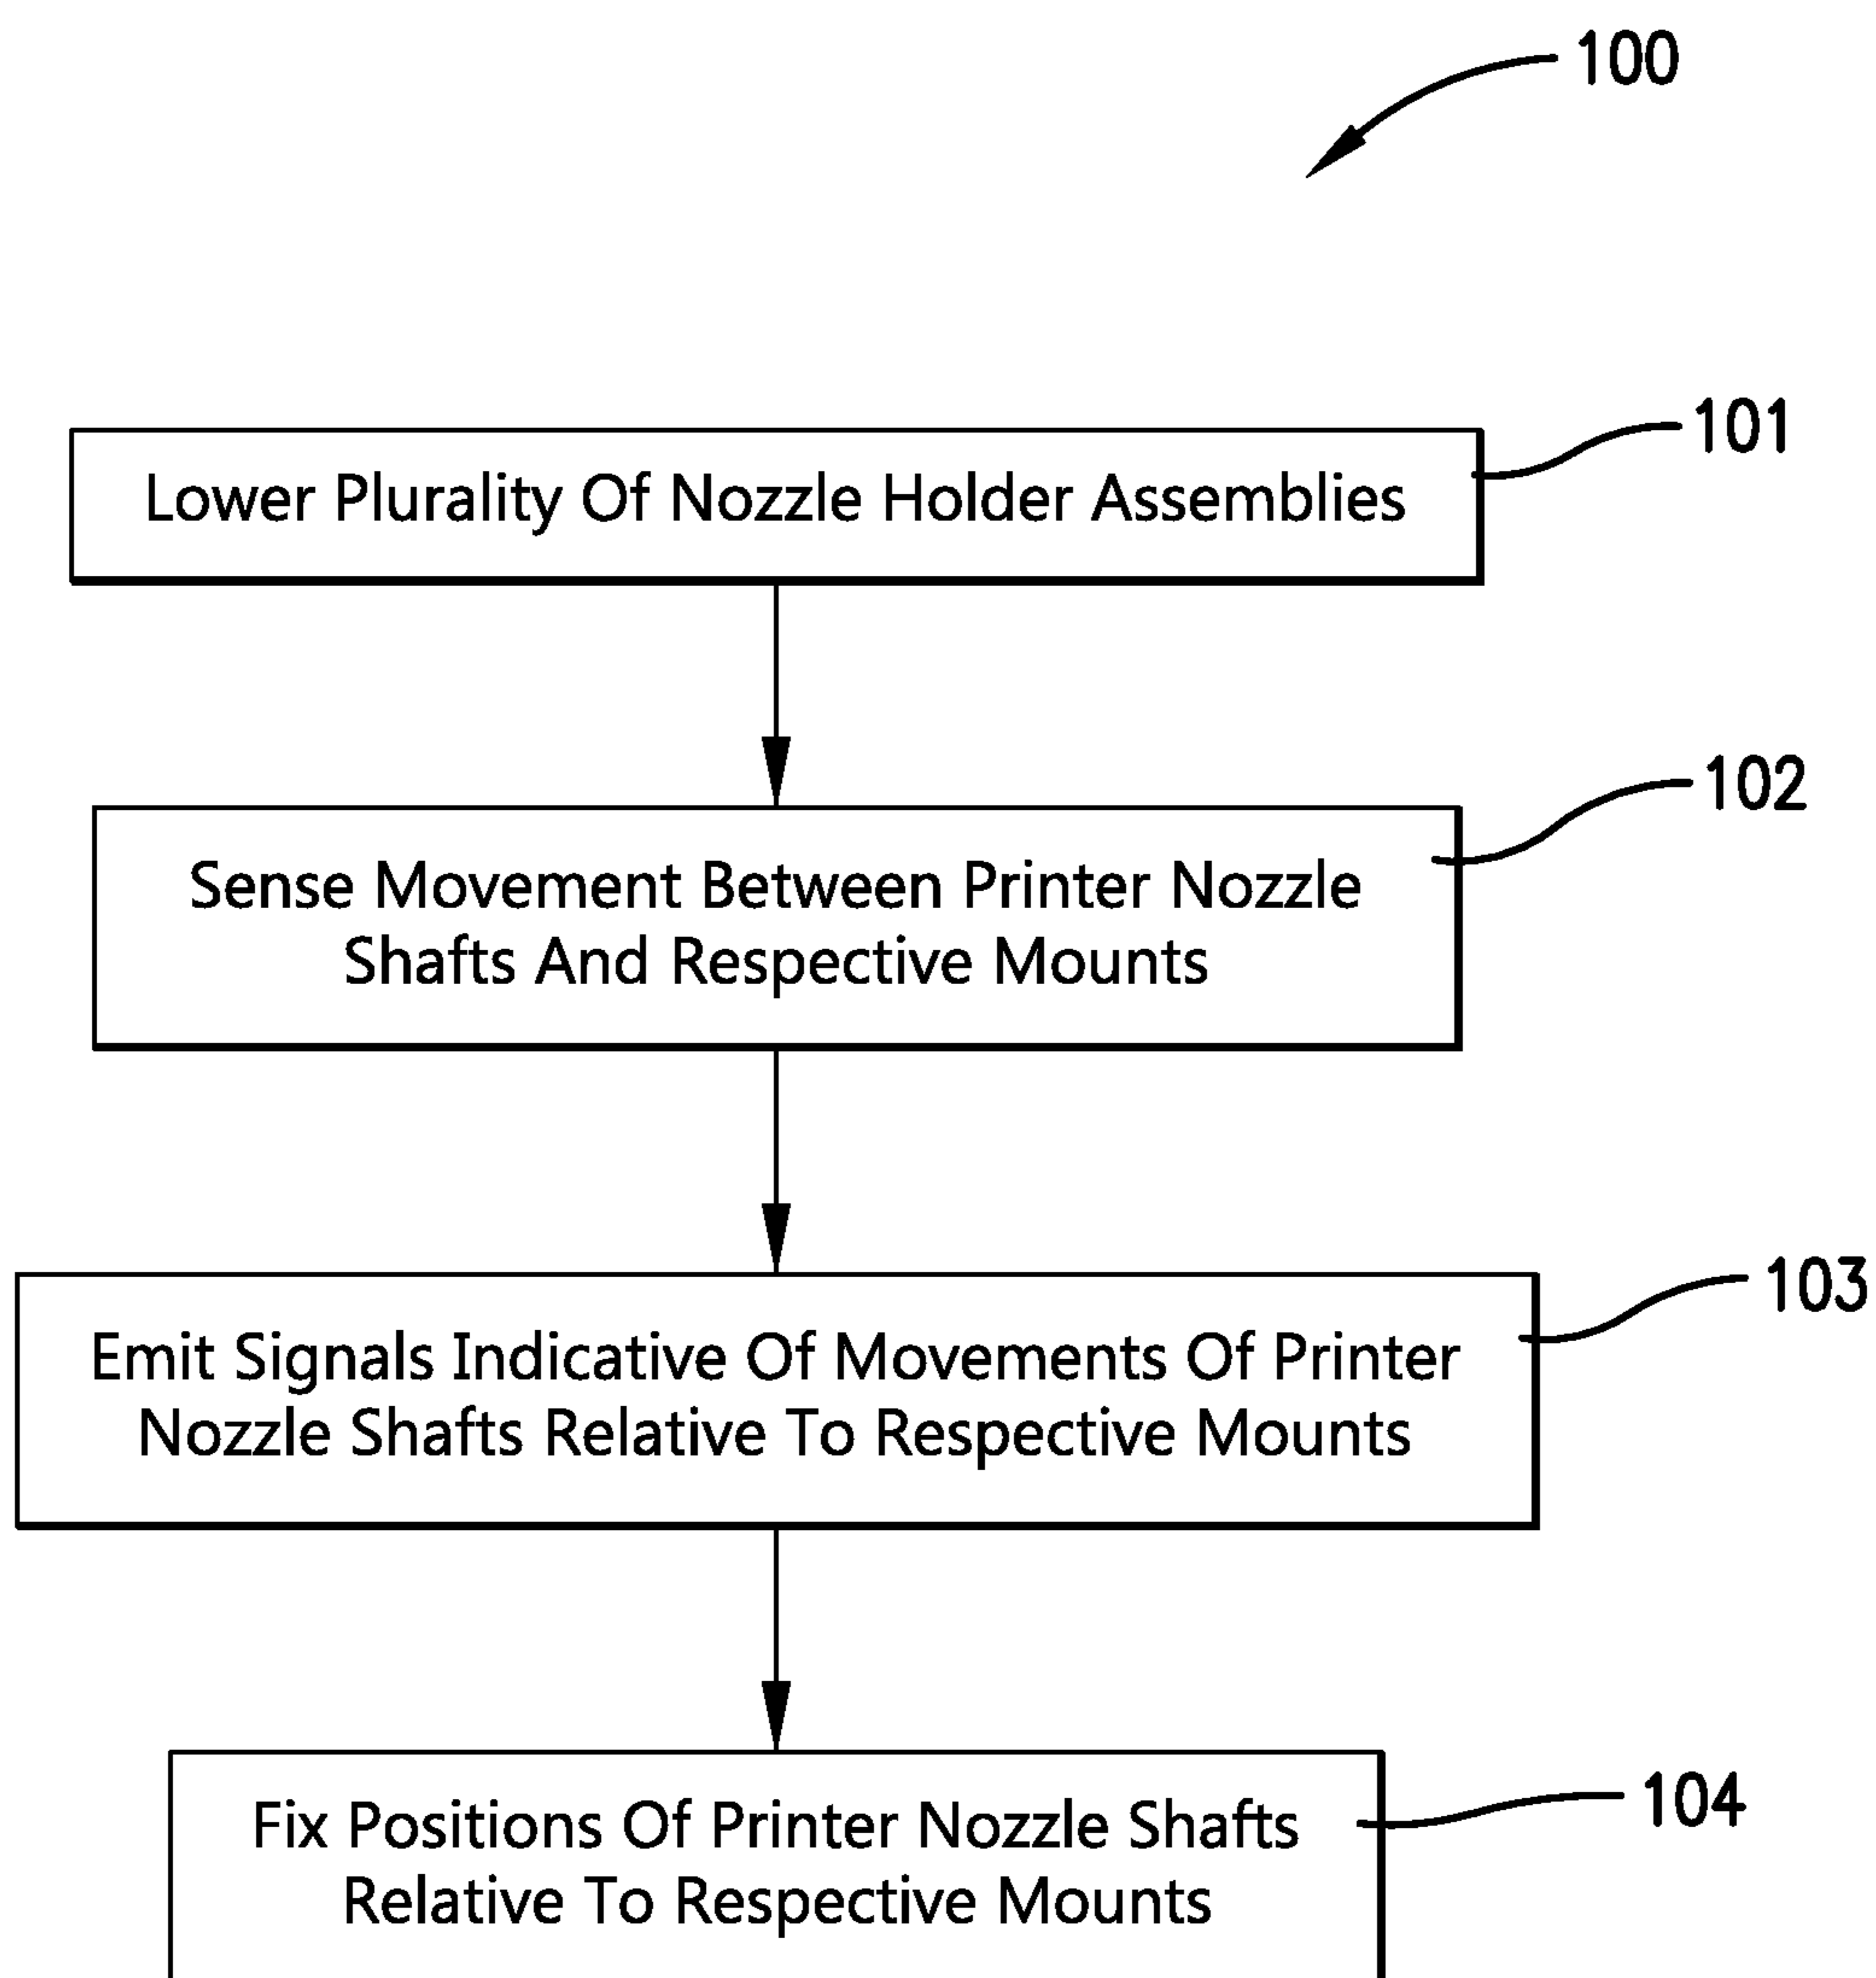 100
101
Lower Plurality Of Nozzle Holder Assemblies
102
Sense Movement Between Printer Nozzle
Shafts And Respective Mounts
103
Emit Signals Indicative Of Movements Of Printer
Nozzle Shafts Relative To Respective Mounts
104
Fix Positions Of Printer Nozzle Shafts
Relative To Respective Mounts